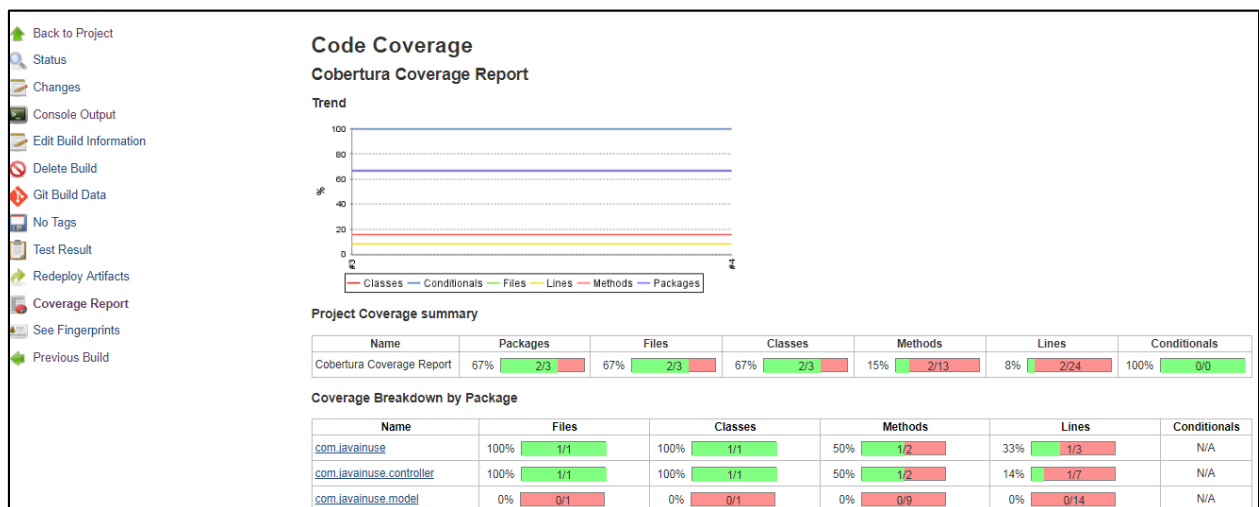 Back to Project
Status
Changes
Console Output
Edit Build Information
Delete Build
Git Build Data
No Tags
Test Result
Redeploy Artifacts
Coverage Report
See Fingerprints
Previous Build
Code Coverage
Cobertura Coverage Report
Trend
100
80
60
40
20
0
%
#3
#4
Classes Conditionals Files Lines Methods Packages
Project Coverage summary
Name Packages Files Classes Methods Lines Conditionals
Cobertura Coverage Report 67% 2/3 67% 2/3 67% 2/3 15% 2/13 8% 2/24 100% 0/0
Coverage Breakdown by Package
Name Files Classes Methods Lines Conditionals
com.javainuse 100% 1/1 100% 1/1 50% 1/2 33% 1/3 N/A
com.javainuse.controller 100% 1/1 100% 1/1 50% 1/2 14% 1/7 N/A
com.javainuse.model 0% 0/1 0% 0/1 0% 0/9 0% 0/14 N/A